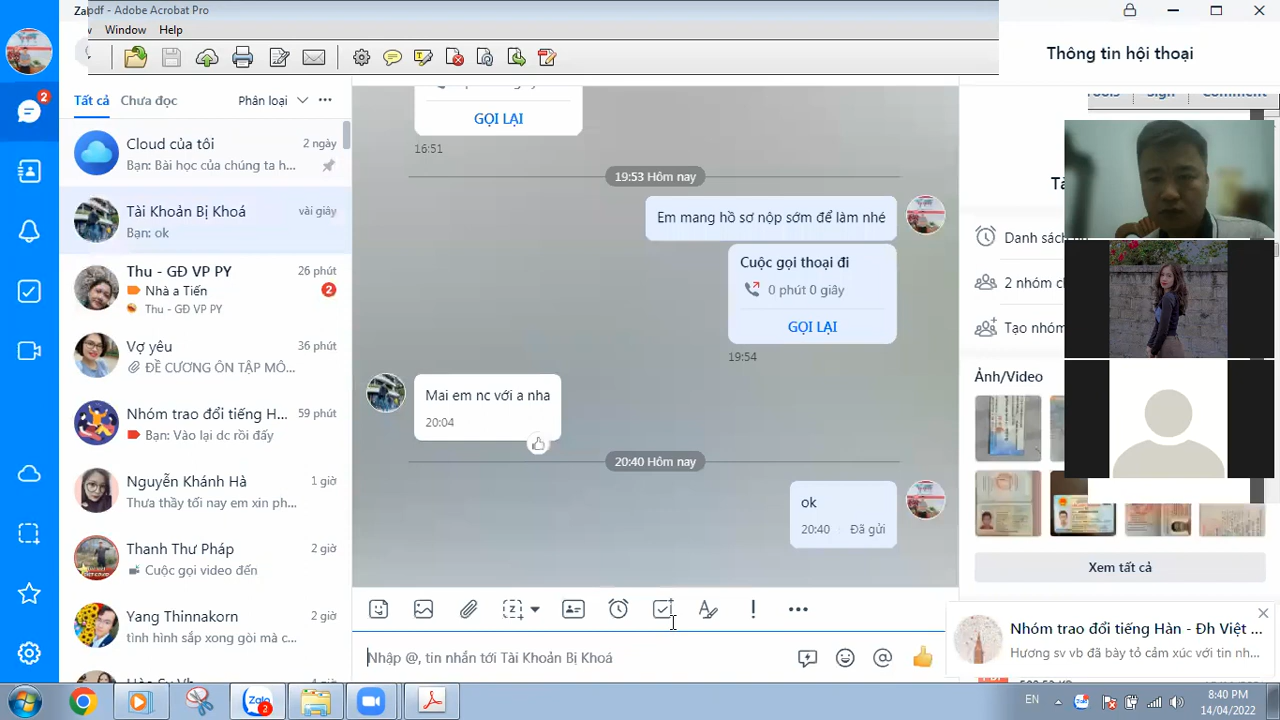 Za
pdf - Adobe Acrobat Pro
Window Help
Thông tin hội thoại
2
Tất cả Chưa đọc Phân loại
Sign Comment
Cloud của tôi 2 ngày
Bạn: Bài học của chúng ta h...
Tài Khoản Bị Khoá vài giây
Bạn: ok
Thu - GĐ VP PY 26 phút
Nhà a Tiến 2
Thu - GĐ VP PY
Vợ yêu 36 phút
ĐỀ CƯƠNG ÔN TẬP MÔ...
Nhóm trao đổi tiếng H... 59 phút
Bạn: Vào lại dc rồi đấy
Nguyễn Khánh Hà 1 giờ
Thưa thầy tối nay em xin ph...
Thanh Thư Pháp 2 giờ
Cuộc gọi video đến
Yang Thinnakorn 2 giờ
tình hình sắp xong gòi mà c...
2 giờ
GỌI LẠI
16:51
19:53 Hôm nay
Em mang hồ sơ nộp sớm để làm nhé
Cuộc gọi thoại đi
0 phút 0 giây
GỌI LẠI
19:54
Mai em nc với a nha
20:04
20:40 Hôm nay
ok
20:40 Đã gửi
Nhập @, tin nhắn tới Tài Khoản Bị Khoá
Danh sách
2 nhóm c
Tạo nhóm
Ảnh/Video
Xem tất cả
Nhóm trao đổi tiếng Hàn - Đh Việt ...
Hương sv vb đã bày tỏ cảm xúc với tin nh...
Zalo
2
EN
8:40 PM
14/04/2022